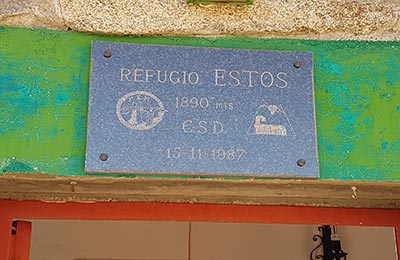 REFUGIO ESTOS
1890 mts
C.S.D.
15-11-1987